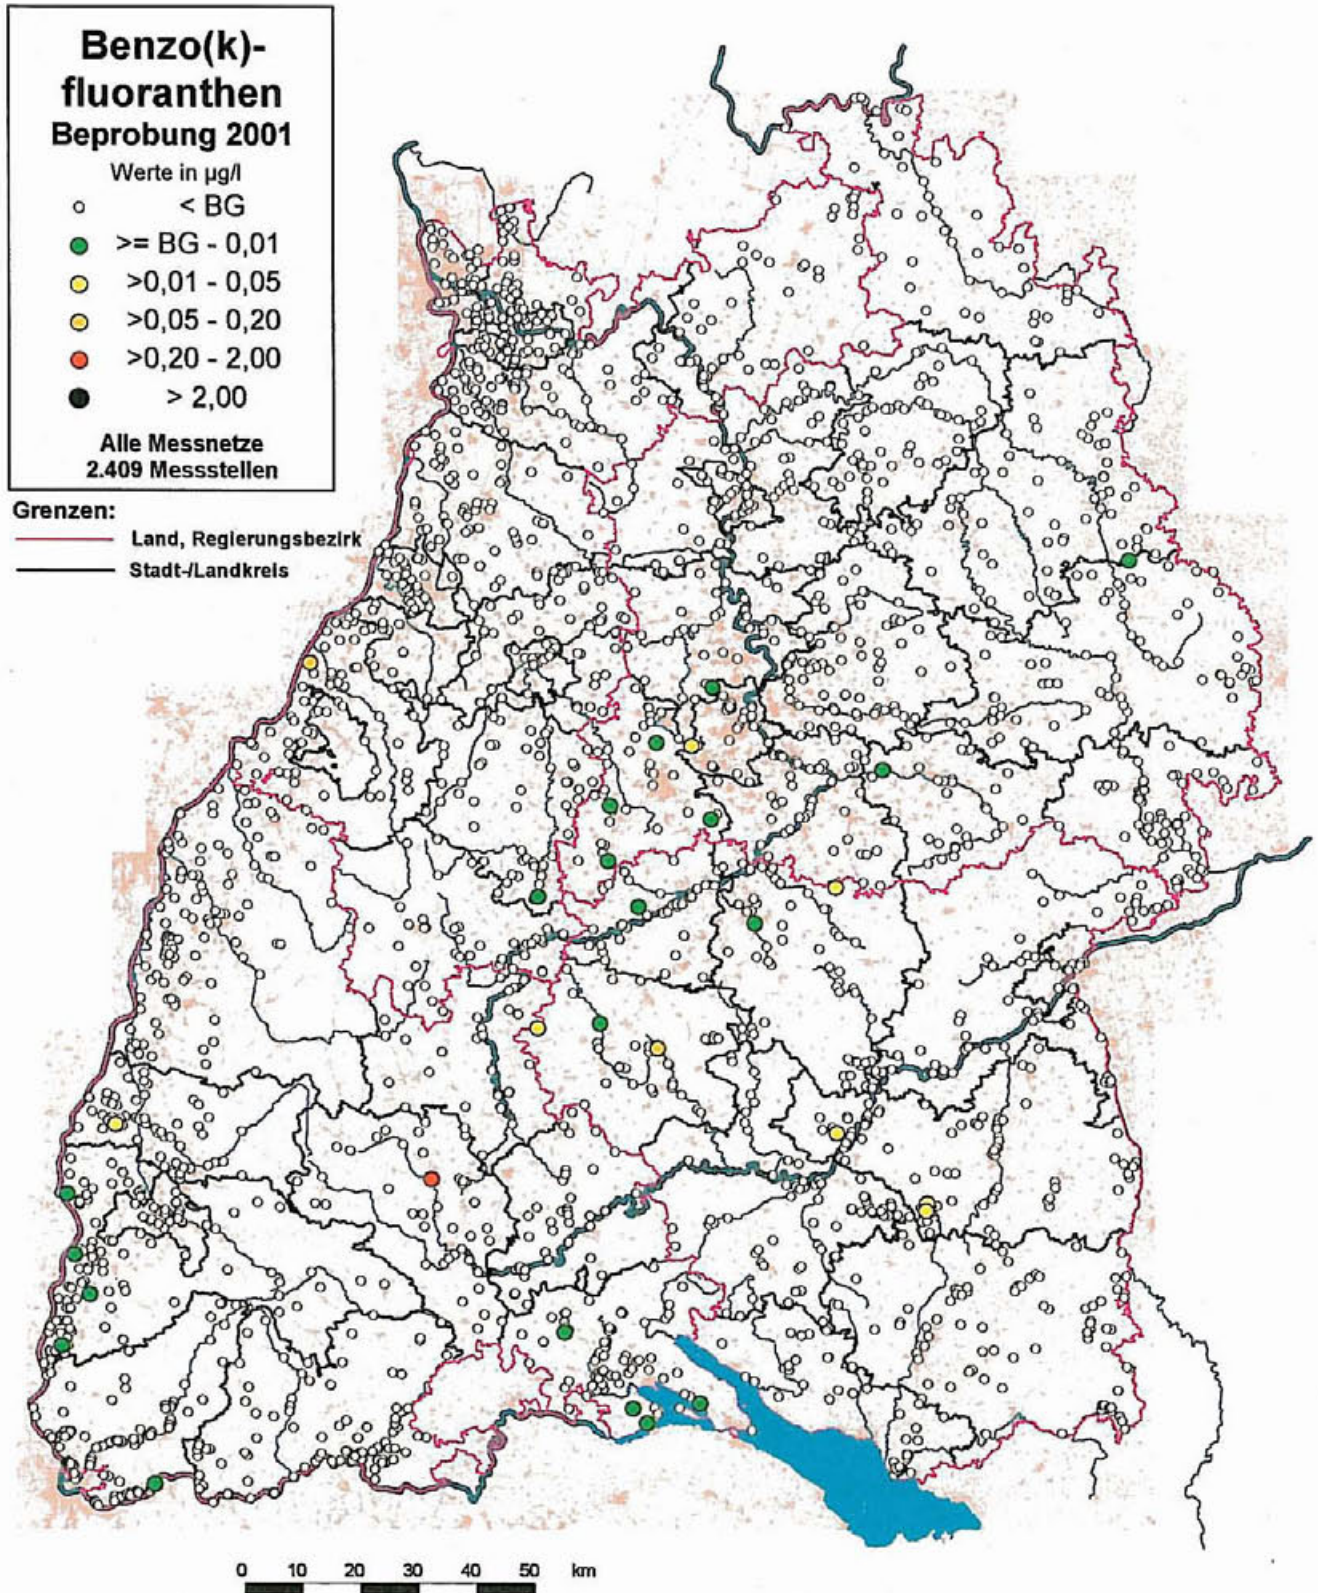 Benzo(k)-
fluoranthen
Beprobung 2001
Werte in µg/l
< BG
>= BG - 0,01
>0,01 - 0,05
>0,05 - 0,20
>0,20 - 2,00
> 2,00
Alle Messnetze
2.409 Messstellen
Grenzen:
Land, Regierungsbezirk
Stadt-/Landkreis
0 10 20 30 40 50 km